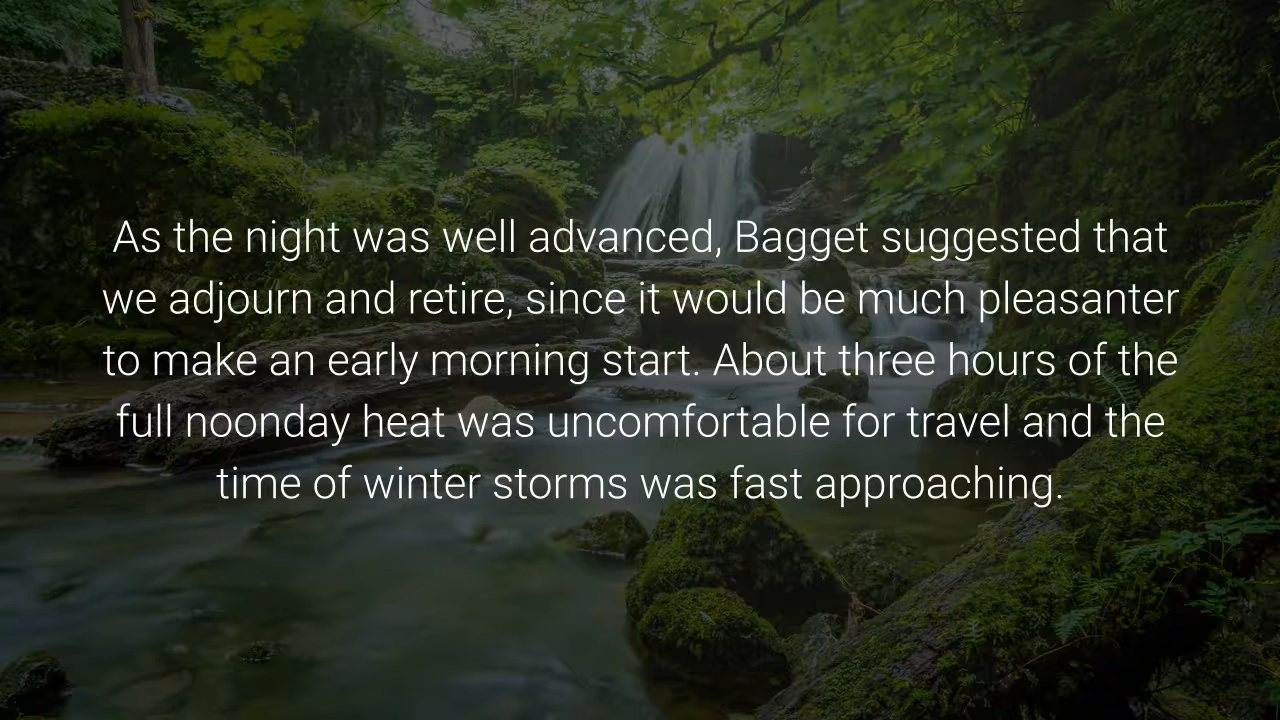 As the night was well advanced, Bagget suggested that
we adjourn and retire, since it would be much pleasanter
to make an early morning start. About three hours of the
full noonday heat was uncomfortable for travel and the
time of winter storms was fast approaching.